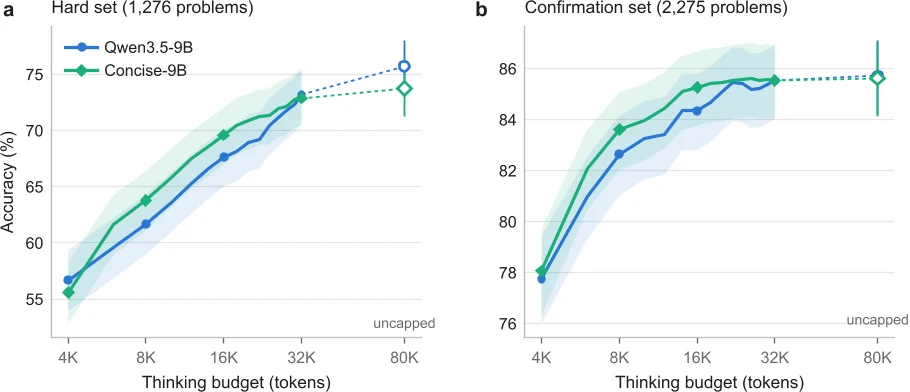 a Hard set (1,276 problems)
Qwen3.5-9B
Concise-9B
Accuracy (%)
75
70
65
60
55
uncapped
4K 8K 16K 32K 80K
Thinking budget (tokens)
b Confirmation set (2,275 problems)
86
84
82
80
78
76
uncapped
4K 8K 16K 32K 80K
Thinking budget (tokens)